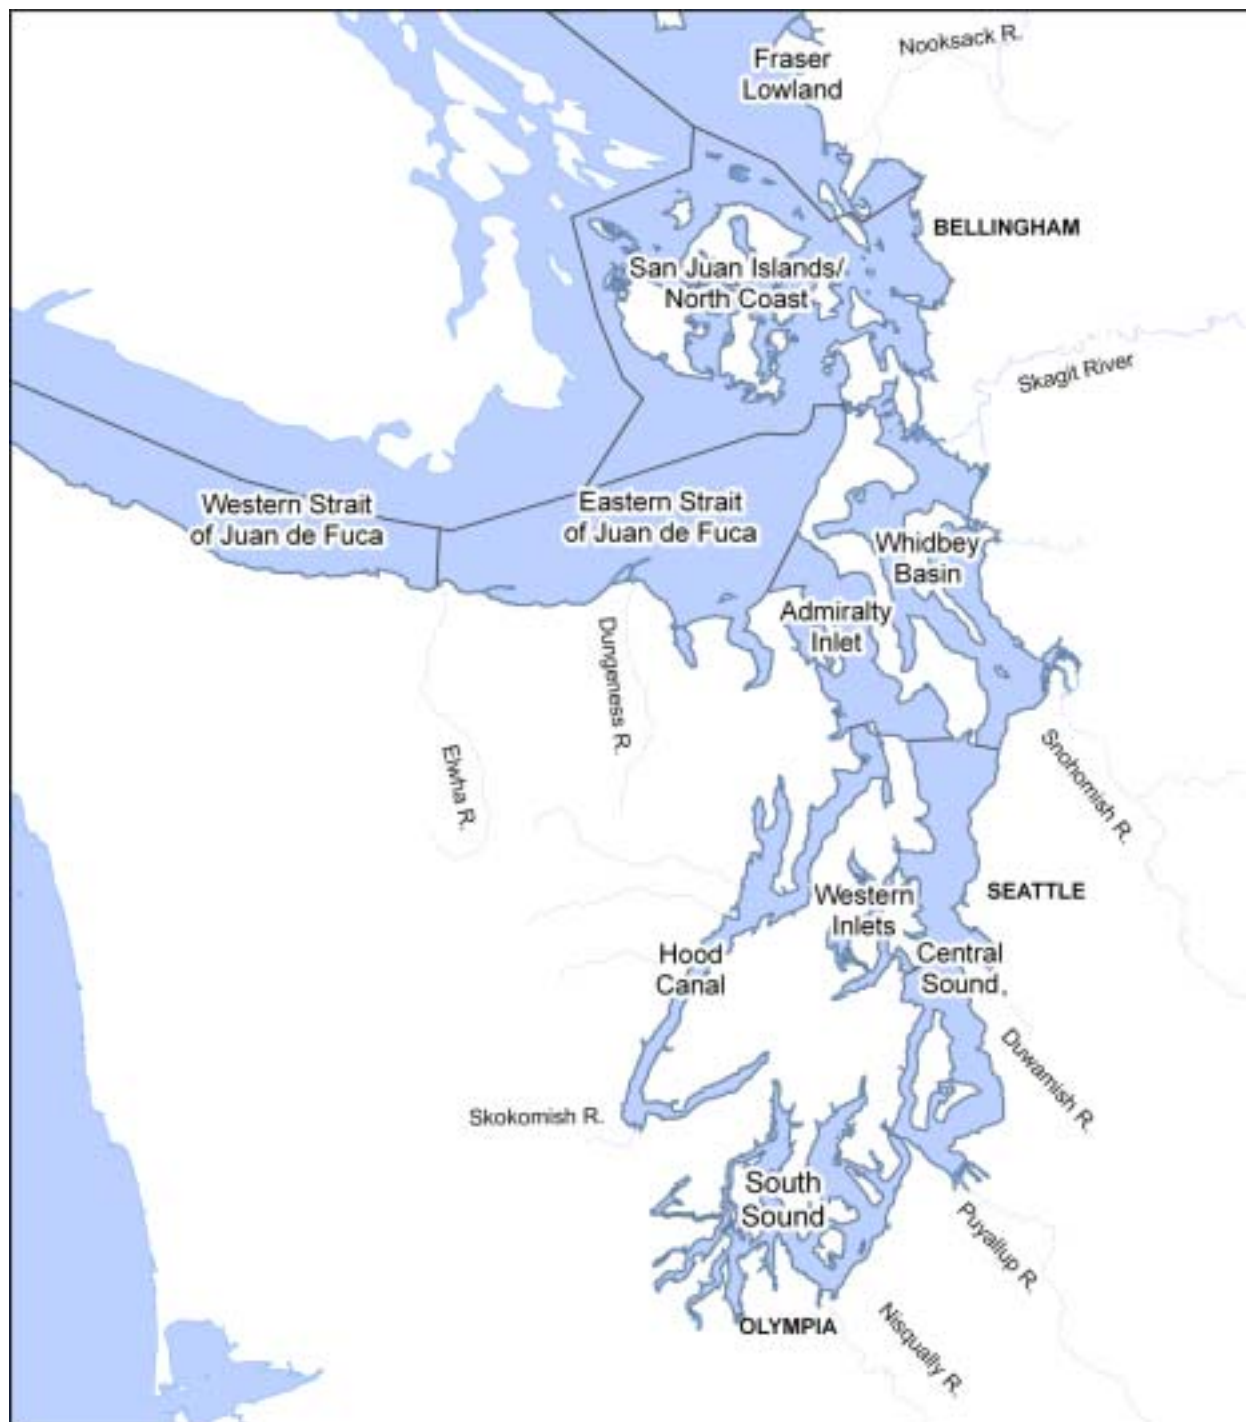 Nooksack R.
Fraser
Lowland
BELLINGHAM
San Juan Islands/
North Coast
Skagit River
Western Strait
of Juan de Fuca
Eastern Strait
of Juan de Fuca
Whidbey
Basin
Admiralty
Inlet
Dungeness R.
Elwha R.
Snohomish R.
SEATTLE
Western
Inlets
Hood
Canal
Central
Sound
Duwamish R.
Skokomish R.
South
Sound
Puyallup R.
OLYMPIA
Nisqually R.